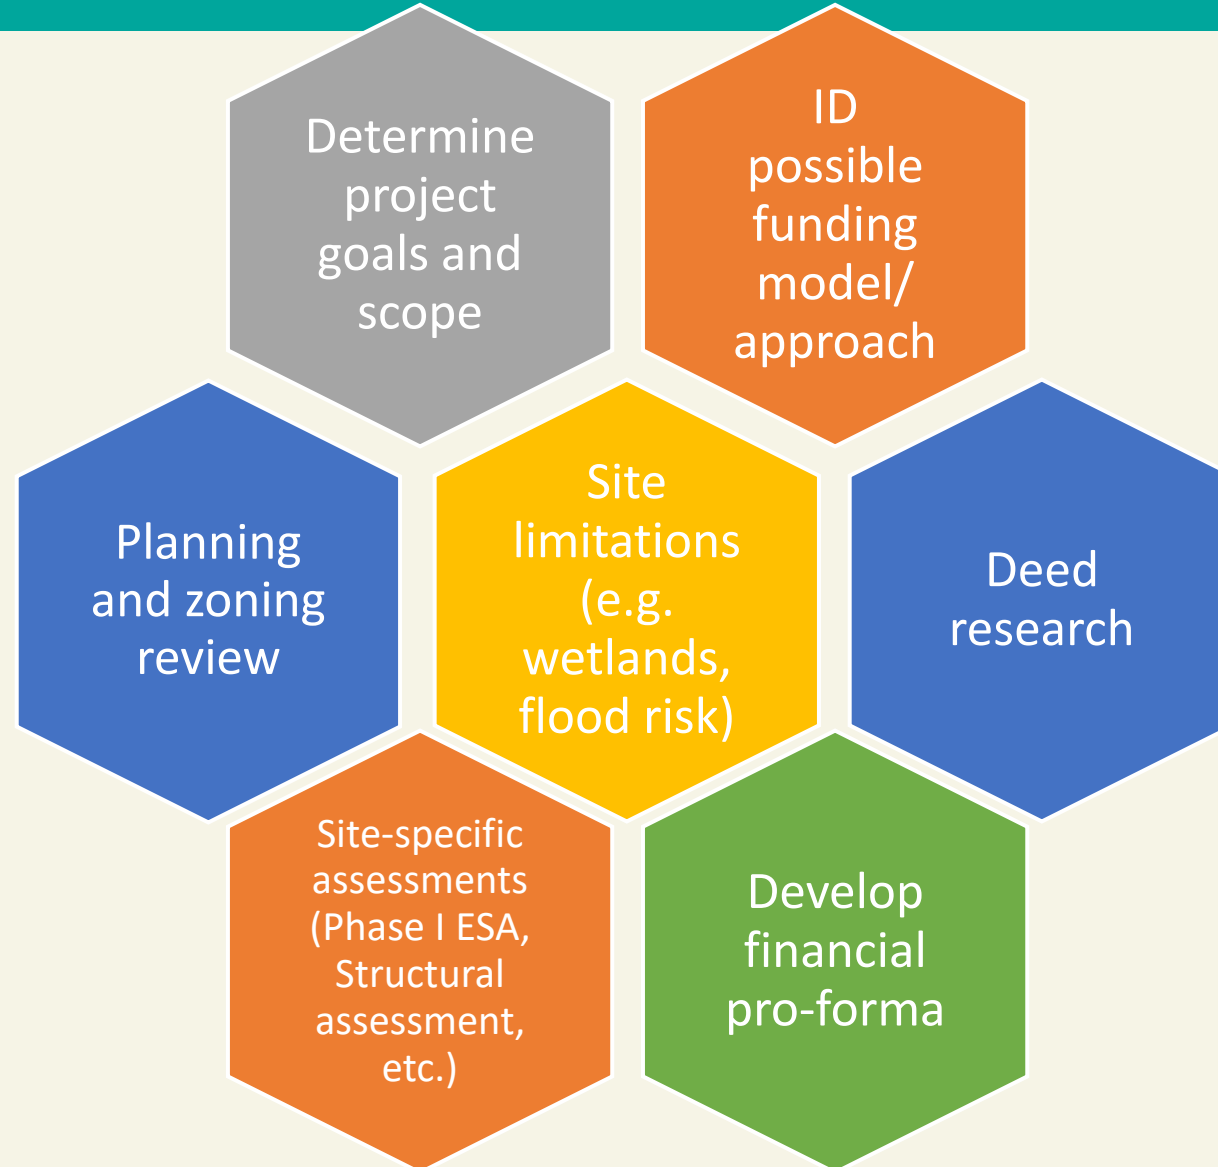 Determine
project
goals and
scope
ID
possible
funding
model/
approach
Planning
and zoning
review
Site
limitations
(e.g.
wetlands,
flood risk)
Deed
research
Site-specific
assessments
(Phase I ESA,
Structural
assessment,
etc.)
Develop
financial
pro-forma